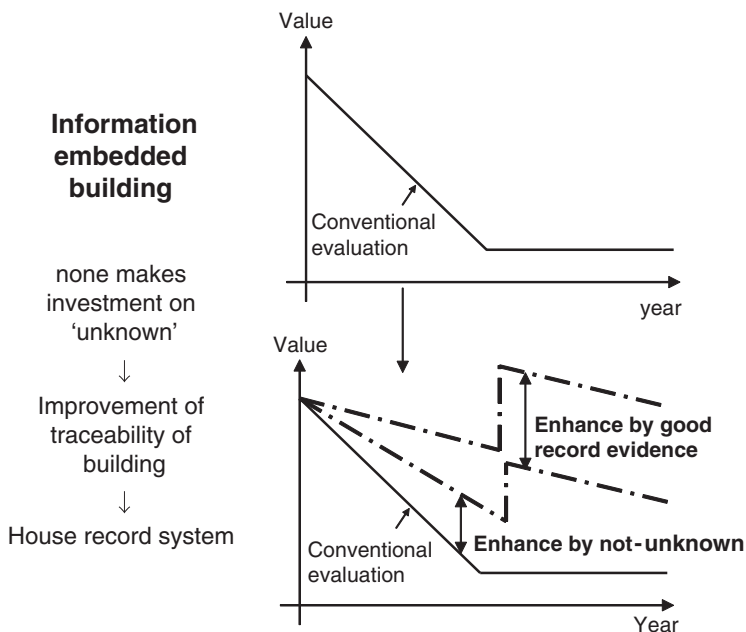 Information
embedded
building
none makes
investment on
‘unknown’
↓
Improvement of
traceability of
building
↓
House record system
Value
Conventional
evaluation
year
Value
Enhance by good
record evidence
Conventional
evaluation
Enhance by not-unknown
Year